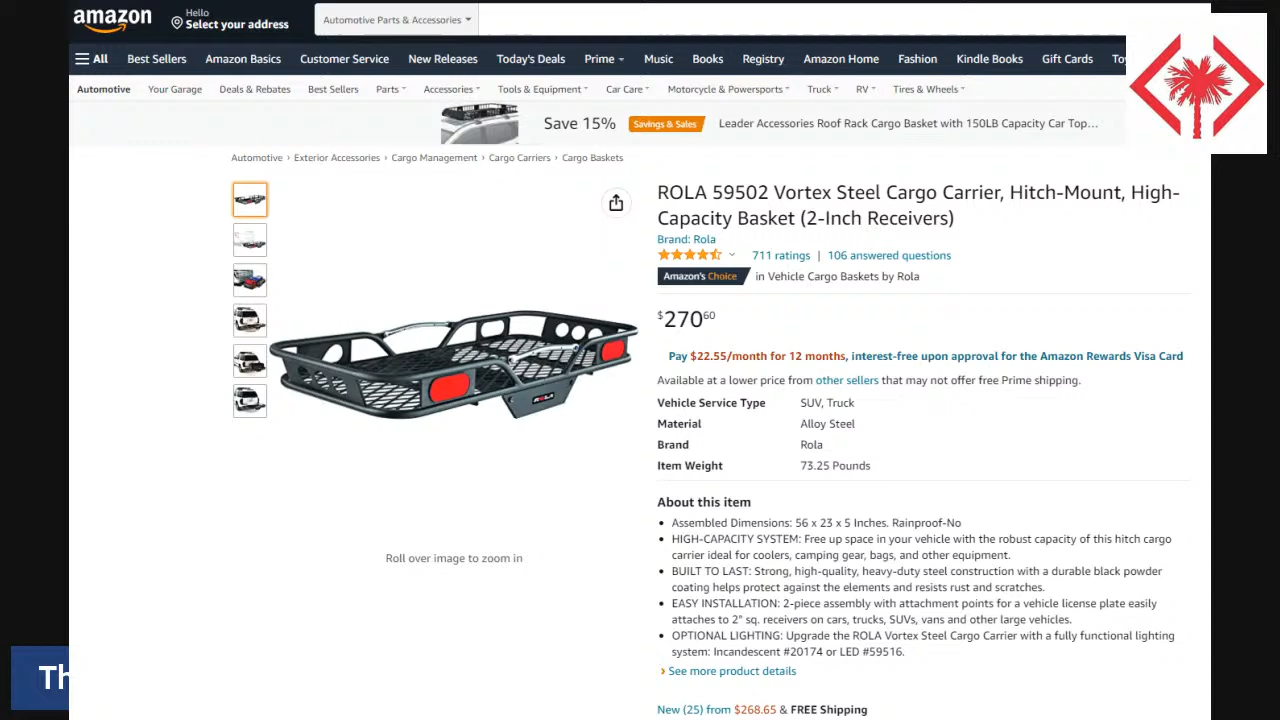 amazon
Hello
Select your address
Automotive Parts & Accessories
All Best Sellers Amazon Basics Customer Service New Releases Today's Deals Prime Music Books Registry Amazon Home Fashion Kindle Books Gift Cards Toy
Automotive Your Garage Deals & Rebates Best Sellers Parts Accessories Tools & Equipment Car Care Motorcycle & Powersports Truck RV Tires & Wheels
Save 15% Savings & Sales Leader Accessories Roof Rack Cargo Basket with 150LB Capacity Car Top...
Automotive › Exterior Accessories › Cargo Management › Cargo Carriers › Cargo Baskets
ROLA 59502 Vortex Steel Cargo Carrier, Hitch-Mount, High-
Capacity Basket (2-Inch Receivers)
Brand: Rola
711 ratings | 106 answered questions
Amazon's Choice in Vehicle Cargo Baskets by Rola
$27060
Pay $22.55/month for 12 months, interest-free upon approval for the Amazon Rewards Visa Card
Available at a lower price from other sellers that may not offer free Prime shipping.
Vehicle Service Type SUV, Truck
Material Alloy Steel
Brand Rola
Item Weight 73.25 Pounds
About this item
• Assembled Dimensions: 56 x 23 x 5 Inches. Rainproof-No
• HIGH-CAPACITY SYSTEM: Free up space in your vehicle with the robust capacity of this hitch cargo
carrier ideal for coolers, camping gear, bags, and other equipment.
• BUILT TO LAST: Strong, high-quality, heavy-duty steel construction with a durable black powder
coating helps protect against the elements and resists rust and scratches.
• EASY INSTALLATION: 2-piece assembly with attachment points for a vehicle license plate easily
attaches to 2" sq. receivers on cars, trucks, SUVs, vans and other large vehicles.
• OPTIONAL LIGHTING: Upgrade the ROLA Vortex Steel Cargo Carrier with a fully functional lighting
system: Incandescent #20174 or LED #59516.
› See more product details
New (25) from $268.65 & FREE Shipping
ROLA
Roll over image to zoom in
Th